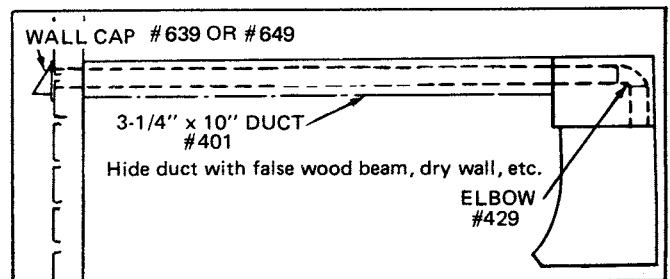 WALL CAP #639 OR #649
3-1/4" x 10" DUCT
#401
Hide duct with false wood beam, dry wall, etc.
ELBOW
#429